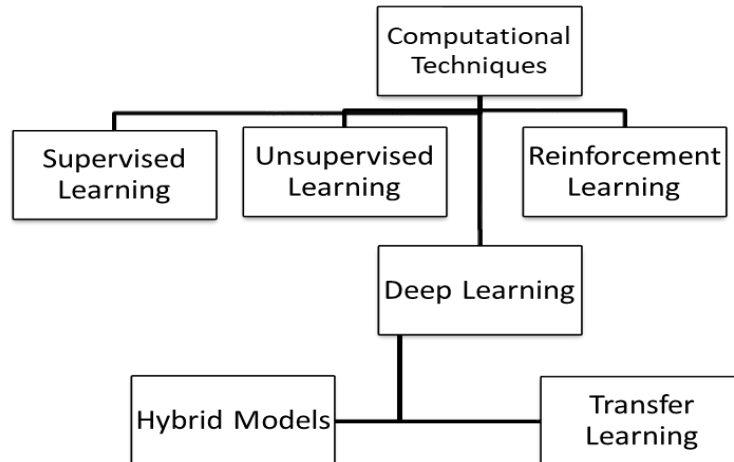 Computational
Techniques
Supervised
Learning
Unsupervised
Learning
Reinforcement
Learning
Deep Learning
Hybrid Models
Transfer
Learning